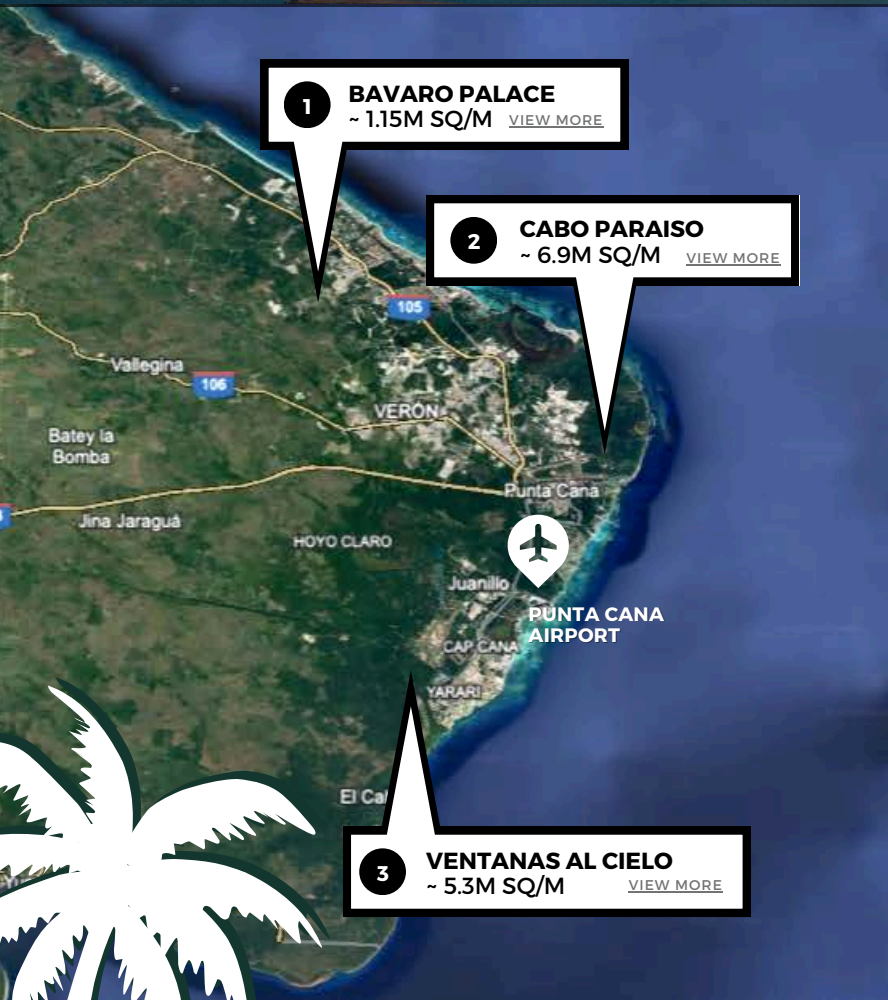 1
BAVARO PALACE
~ 1.15M SQ/M VIEW MORE
2
CABO PARAISO
~ 6.9M SQ/M VIEW MORE
105
Vallegina
106
VERÓN
Batey la
Bomba
Punta Cana
Jina Jaraguá
HOYO CLARO
Juanillo
PUNTA CANA
AIRPORT
CAP CANA
YARARI
El Ca
3
VENTANAS AL CIELO
~ 5.3M SQ/M VIEW MORE